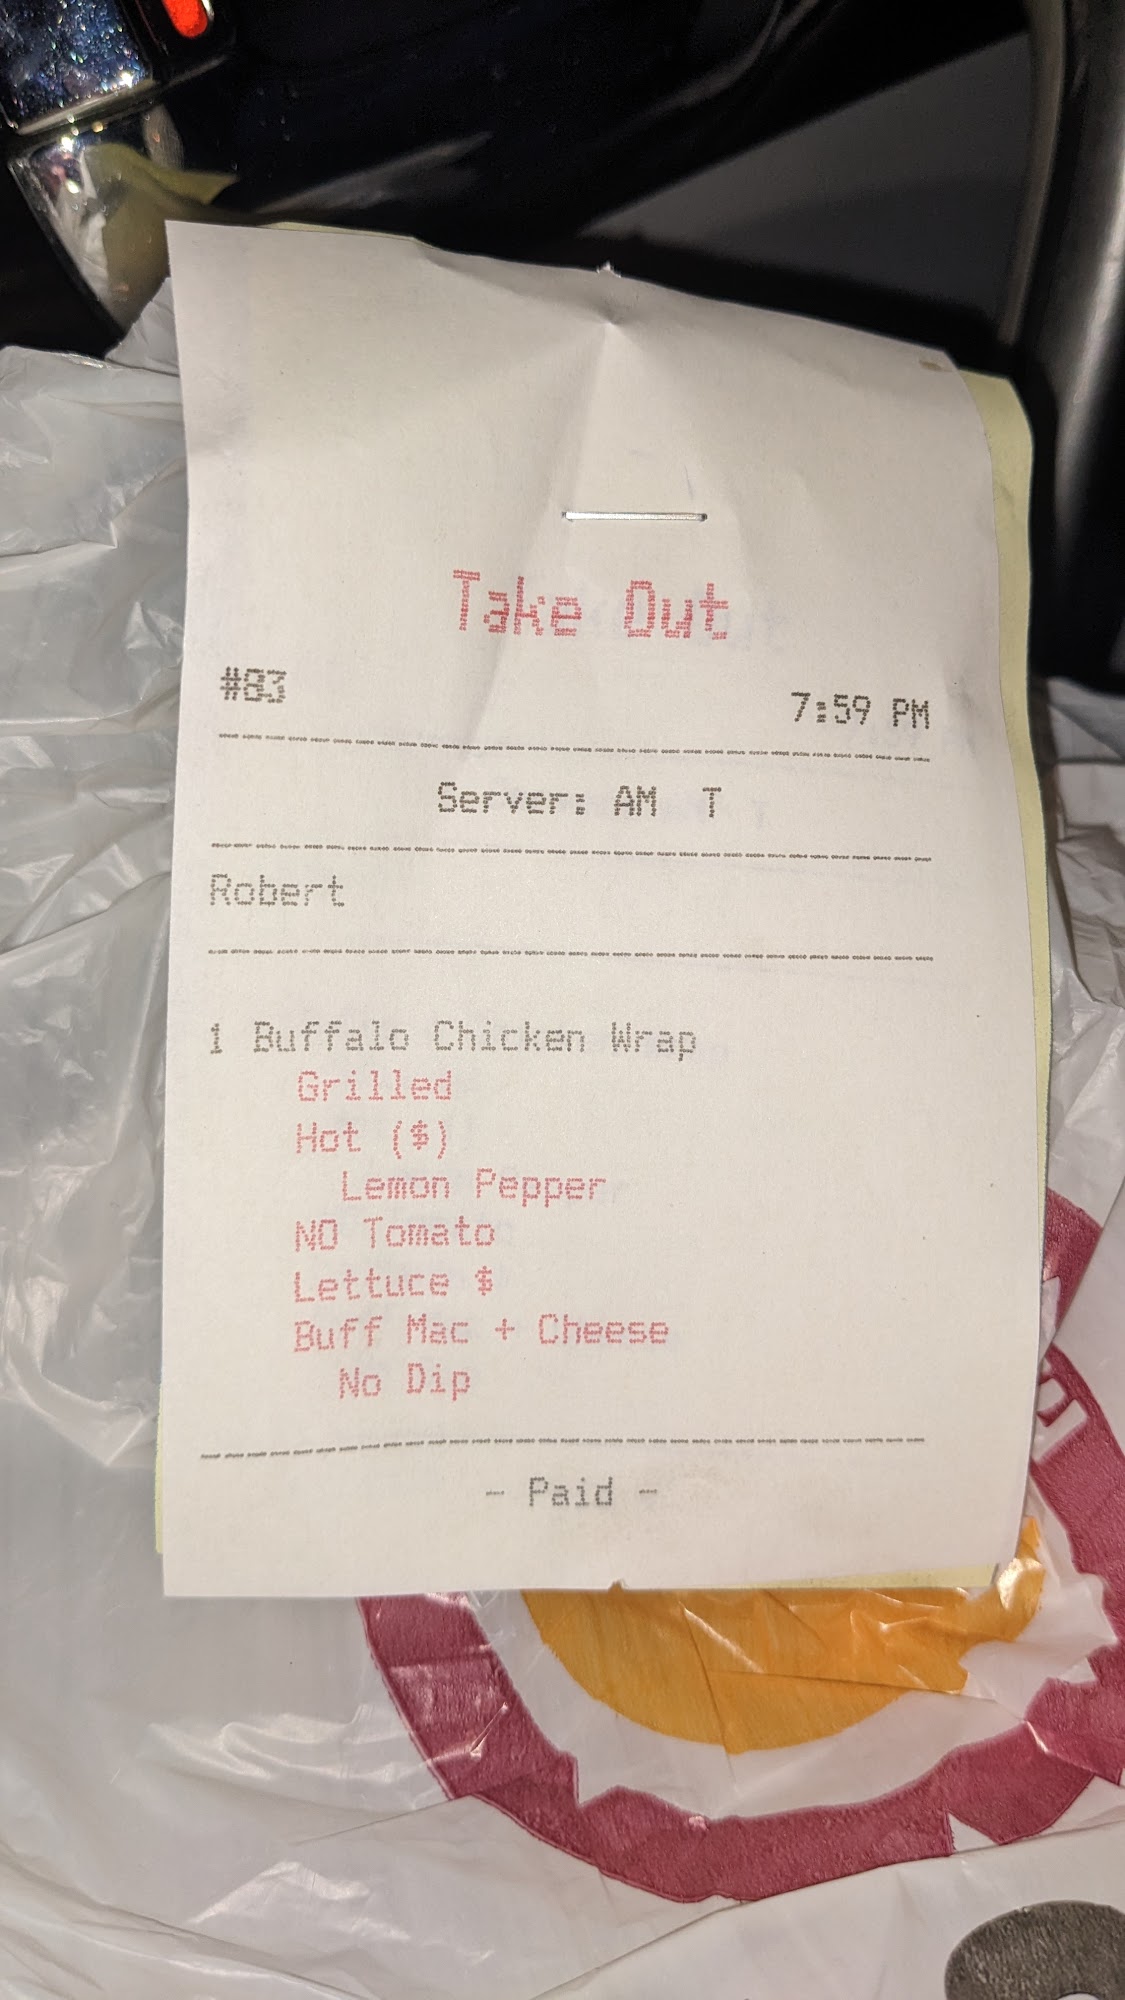 Take Out
#83 7:59 PM
Server: AM T
Robert
1 Buffalo Chicken Wrap
Grilled
Hot ($)
Lemon Pepper
NO Tomato
Lettuce $
Buff Mac + Cheese
No Dip
- Paid -